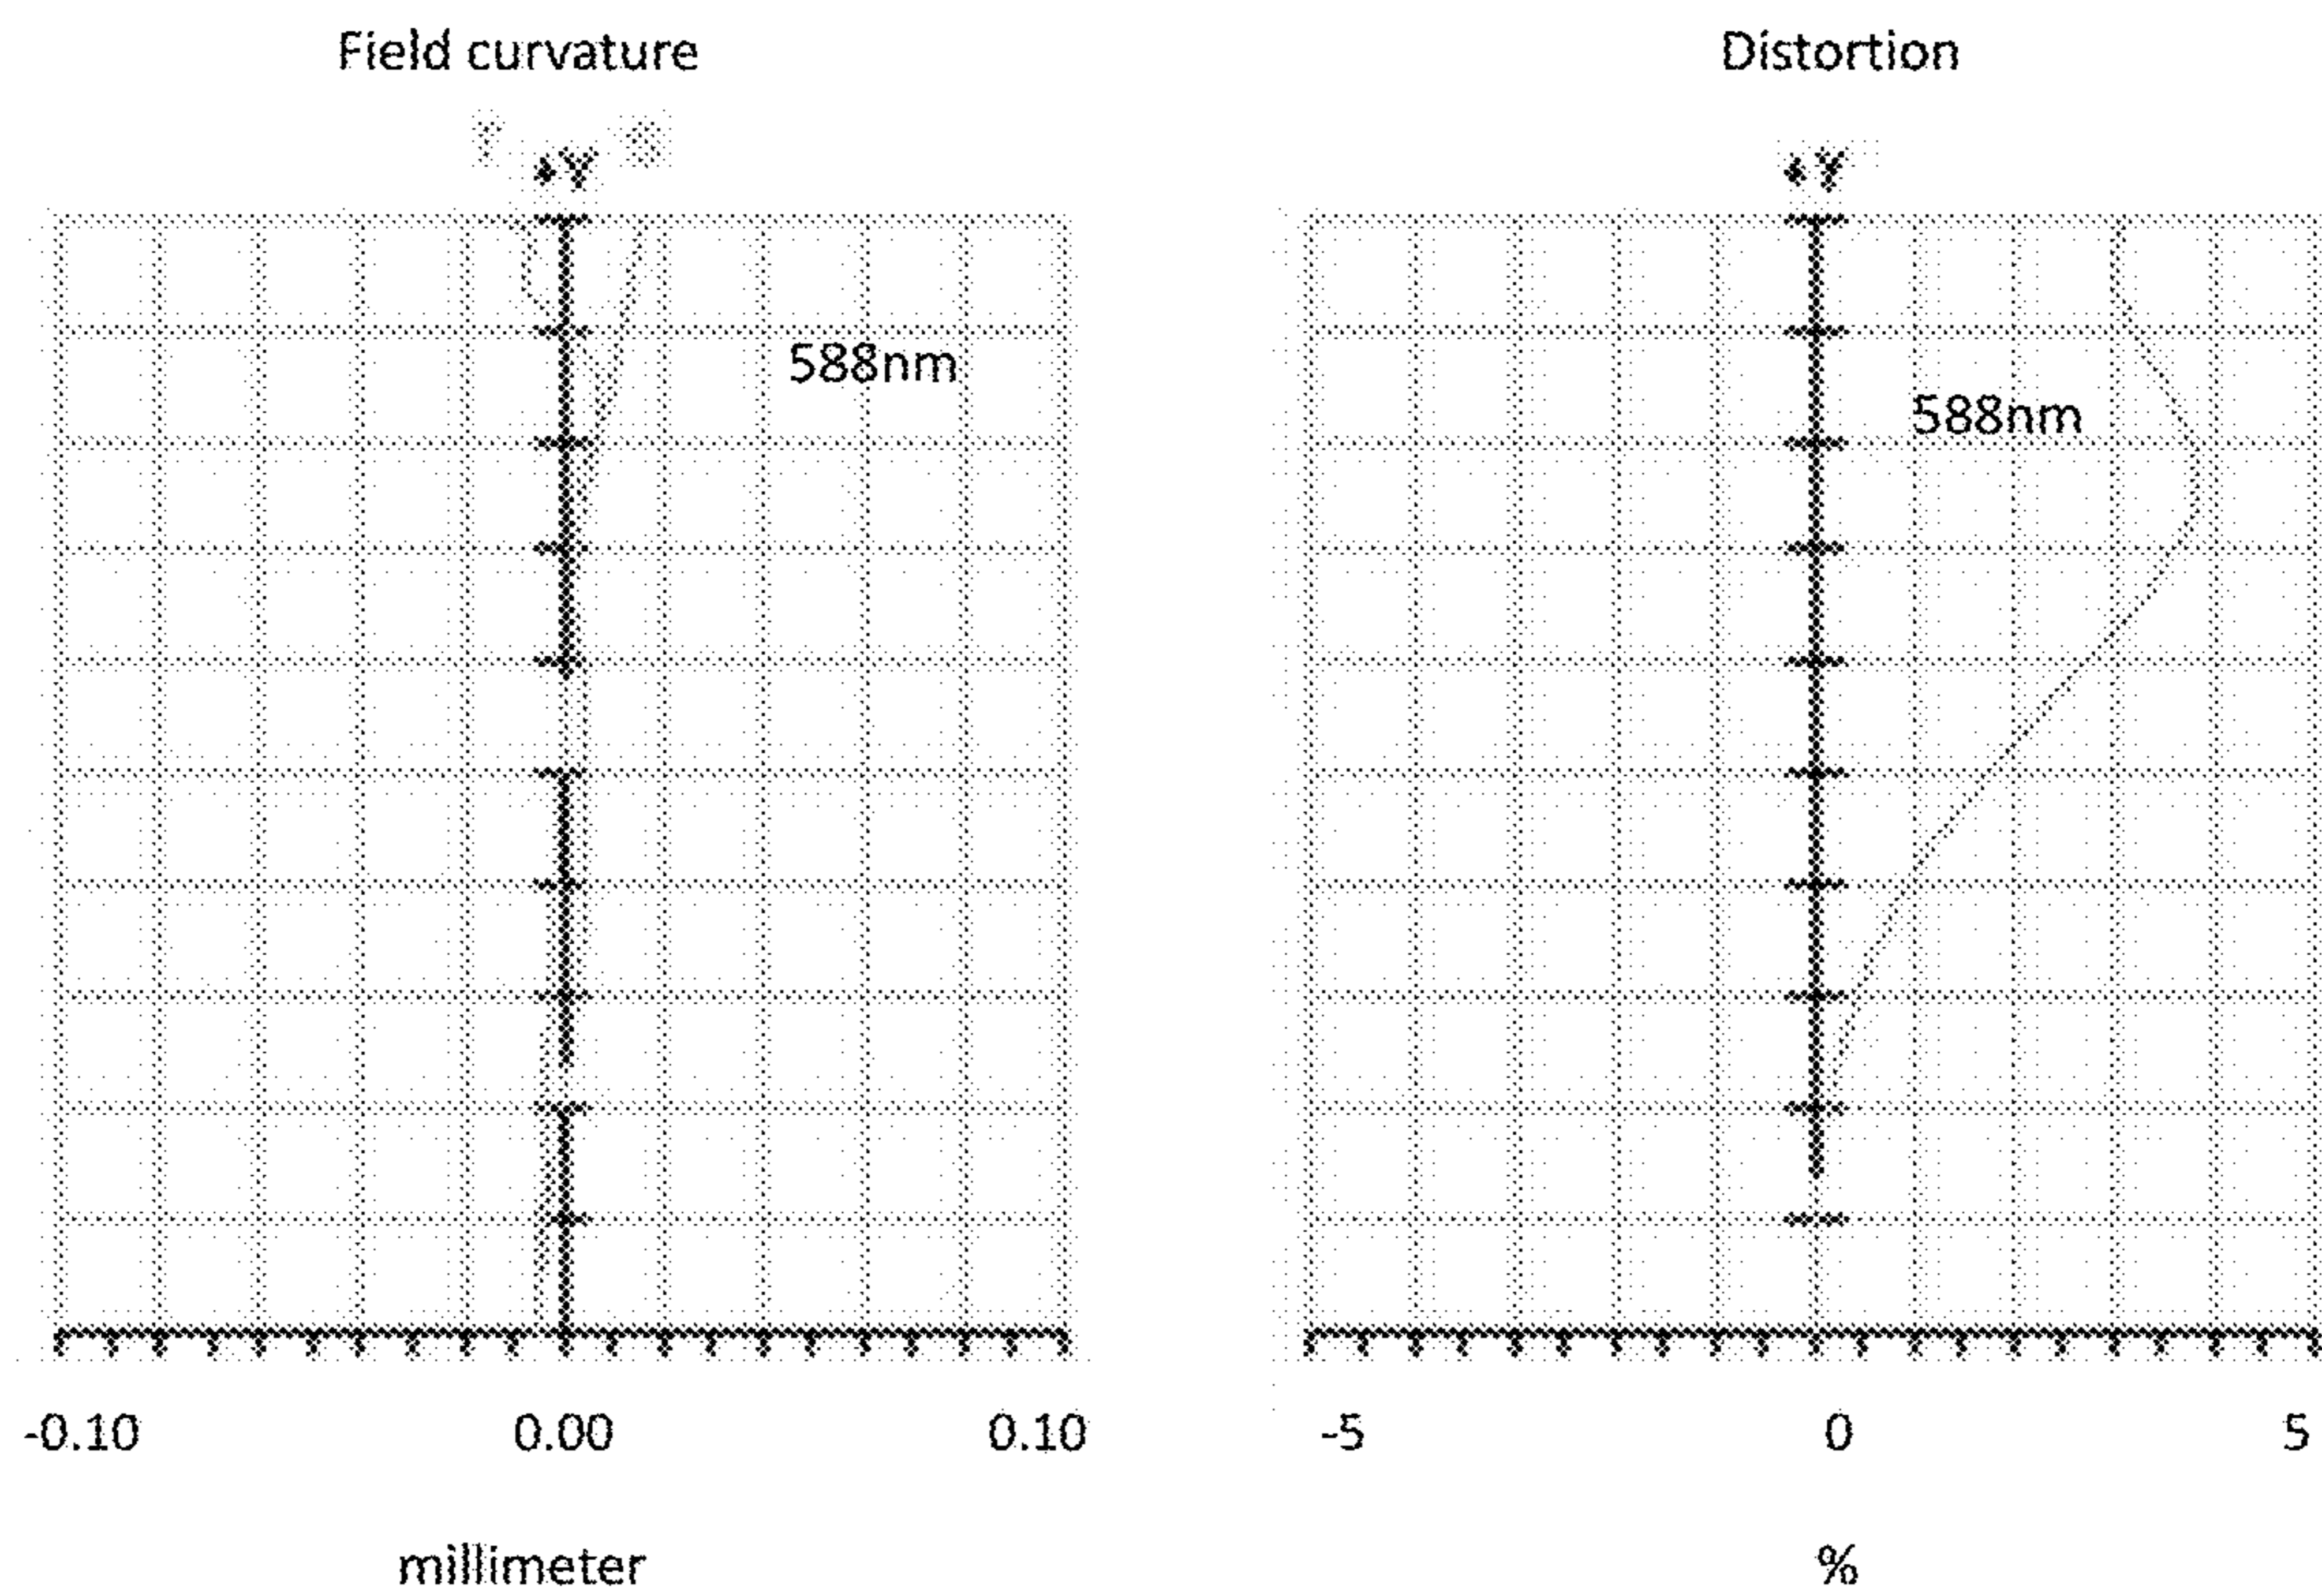 Field curvature
Distortion
T
S
+Y
+Y
588nm
588nm
-0.10
0.00
0.10
-5
0
5
millimeter
%